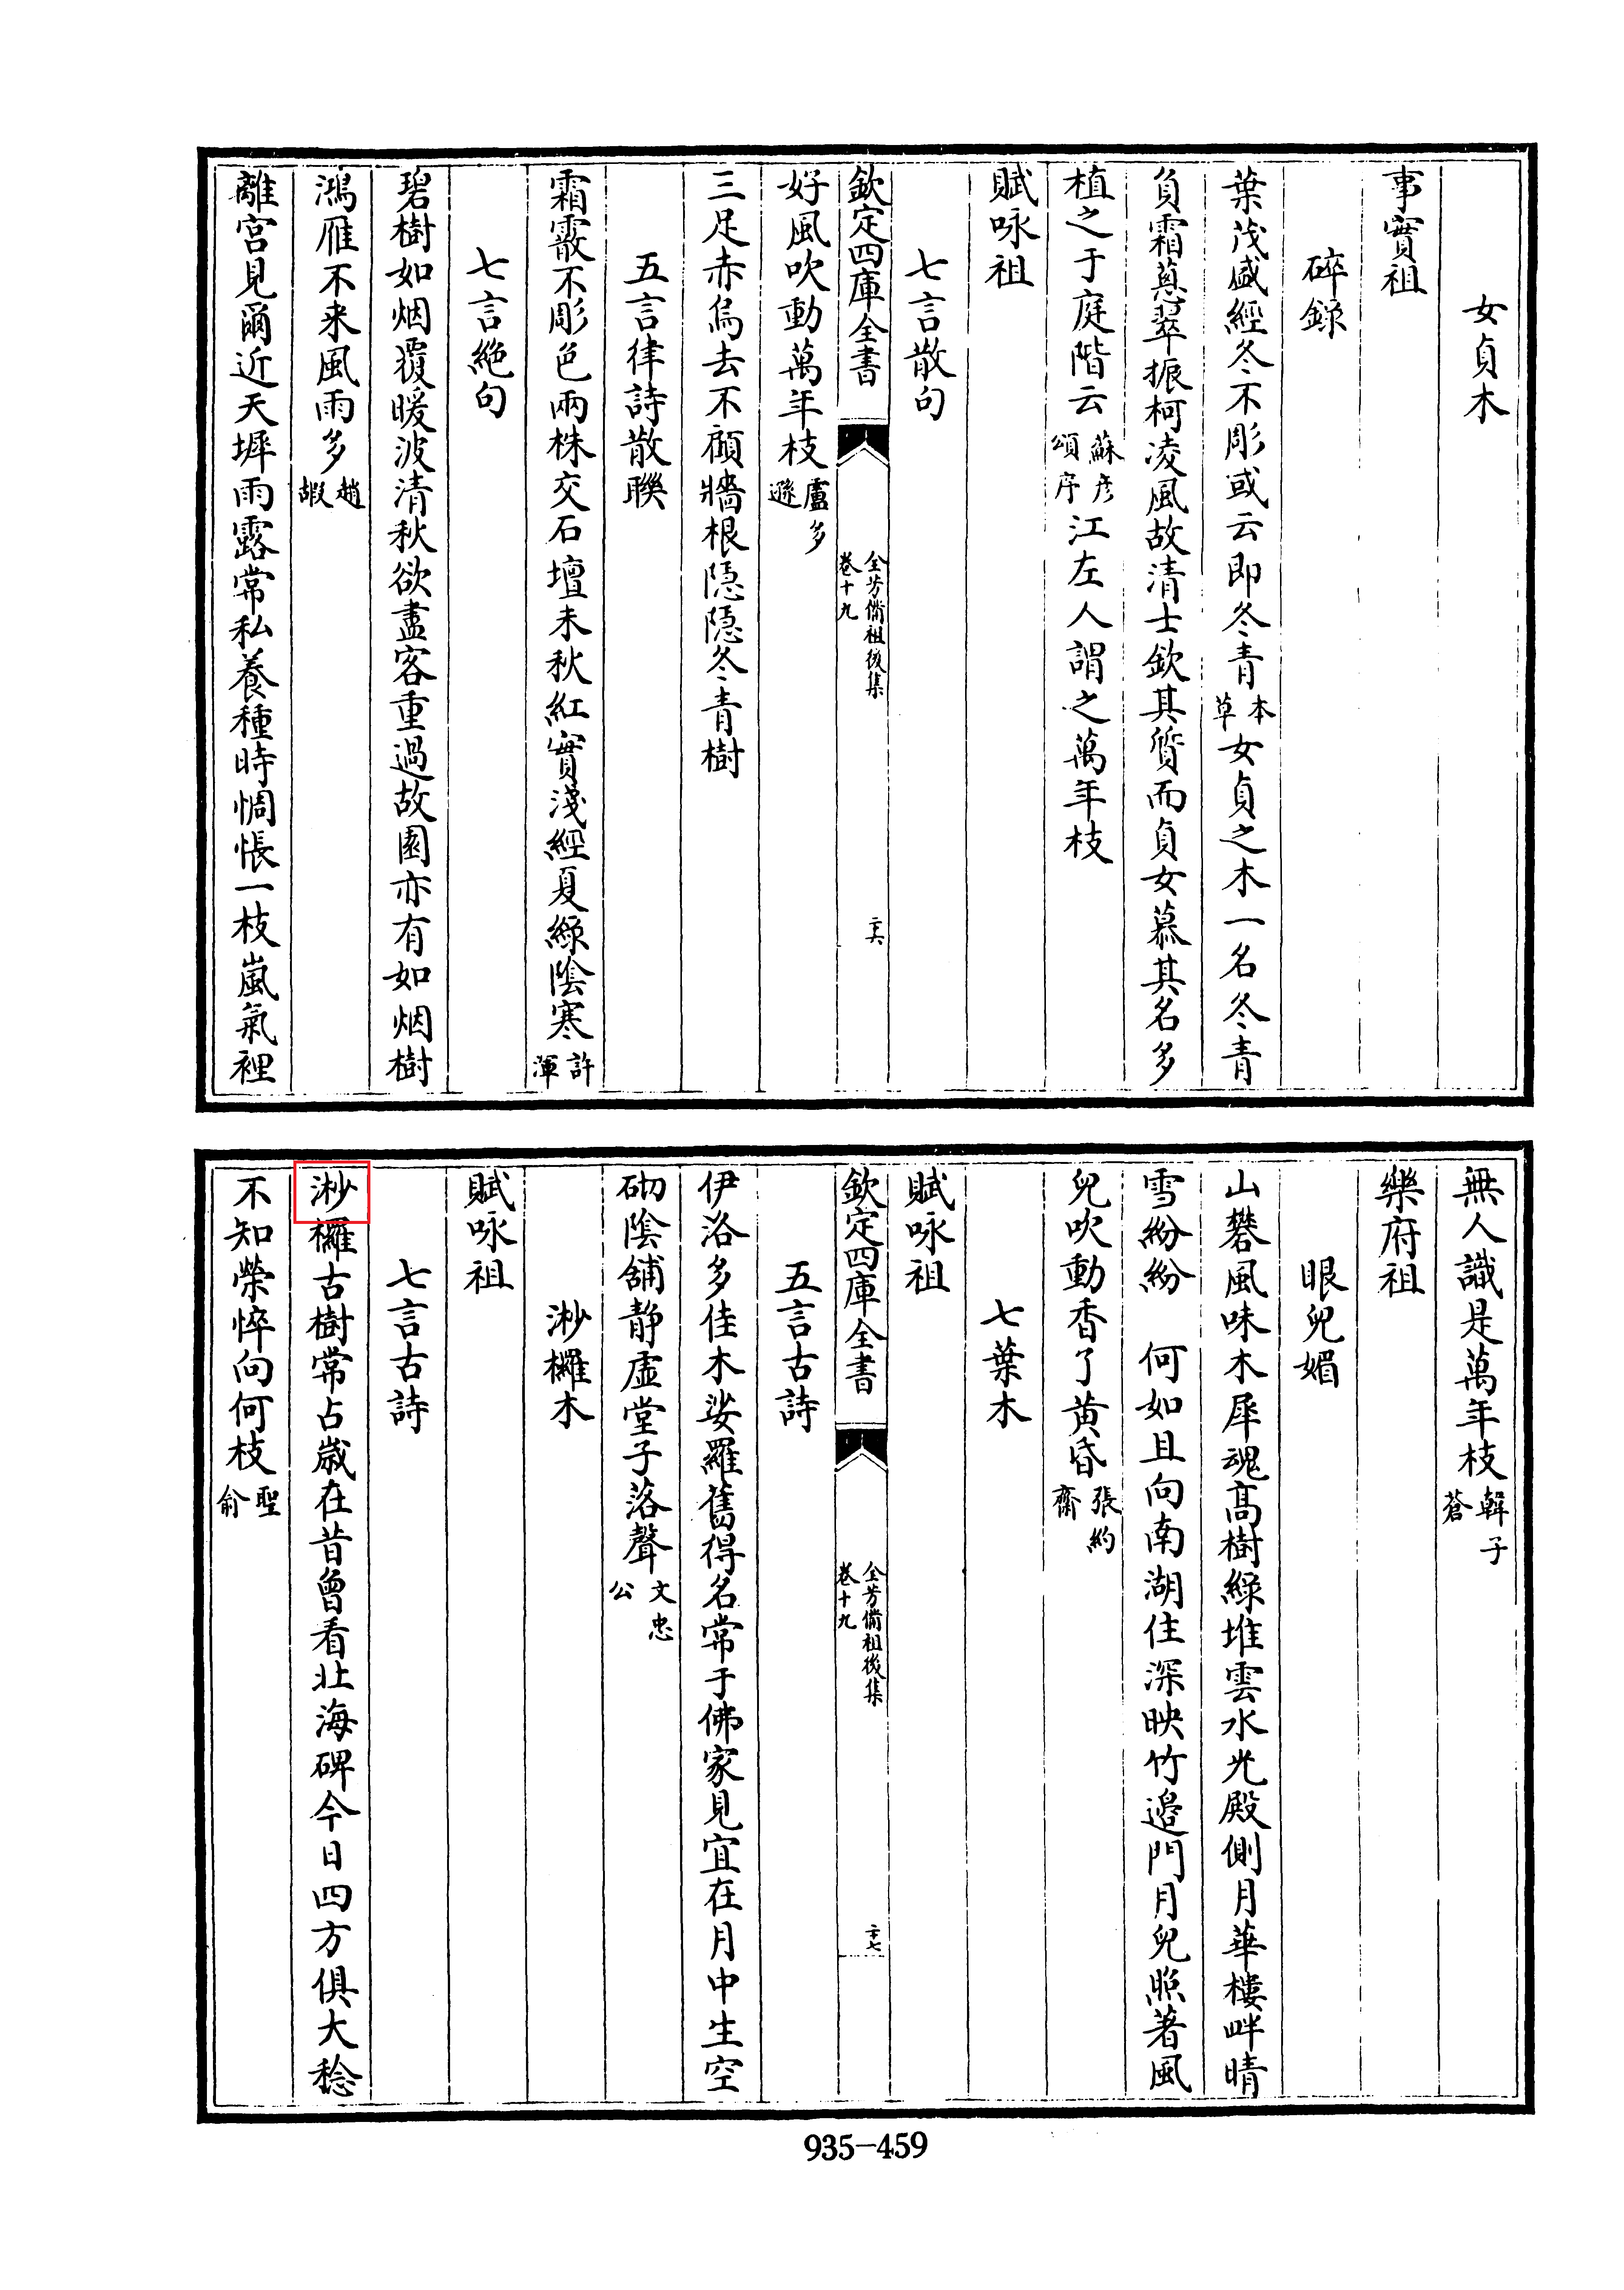 女貞木
事實祖
碎錄
葉茂盛經冬不彫或云即冬青本草女貞之木一名冬青
負霜蔥翠振柯凌風故清士欽其質而貞女慕其名多
植之于庭階云蘇彦頌序江左人謂之萬年枝
賦咏祖
七言散句
欽定四庫全書
全芳備祖後集
卷十九
二十六
好風吹動萬年枝盧多遜
三足赤烏去不顧牆根隠隠冬青樹
五言律詩散聨
霜霰不彫色兩株交石壇未秋紅實淺經夏綠隂寒許渾
七言絶句
碧樹如烟覆暖波清秋欲盡客重過故園亦有如烟樹
鴻雁不来風雨多趙嘏
離宮見爾近天墀雨露常私養種時惆悵一枝嵐氣裡
無人識是萬年枝韓子蒼
樂府祖
眼兒媚
山礬風味木犀魂髙樹綠堆雲水光殿側月華樓畔晴
雪紛紛 何如且向南湖住深映竹邉門月兒照著風
兒吹動香了黄昏張約齋
七葉木
賦咏祖
欽定四庫全書
全芳備祖後集
卷十九
二十七
五言古詩
伊洛多佳木娑羅舊得名常于佛家見宜在月中生空
砌隂舖静虚堂子落聲文忠公
欏木
賦咏祖
七言古詩
欏古樹常占嵗在昔曾看北海碑今日四方俱大稔
不知榮悴向何枝聖俞
935-459